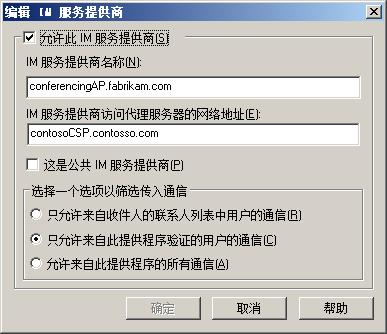 编辑 IM 服务提供商
允许此 IM 服务提供商(S)
IM 服务提供商名称(N):
conferencingAP.fabrikam.com
IM 服务提供商访问代理服务器的网络地址(E):
contosoCSP.contosso.com
这是公共 IM 服务提供商(P)
选择一个选项以筛选传入通信
只允许来自收件人的联系人列表中用户的通信(R)
只允许来自此提供程序验证的用户的通信(C)
允许来自此提供程序的所有通信(A)
确定 取消 帮助